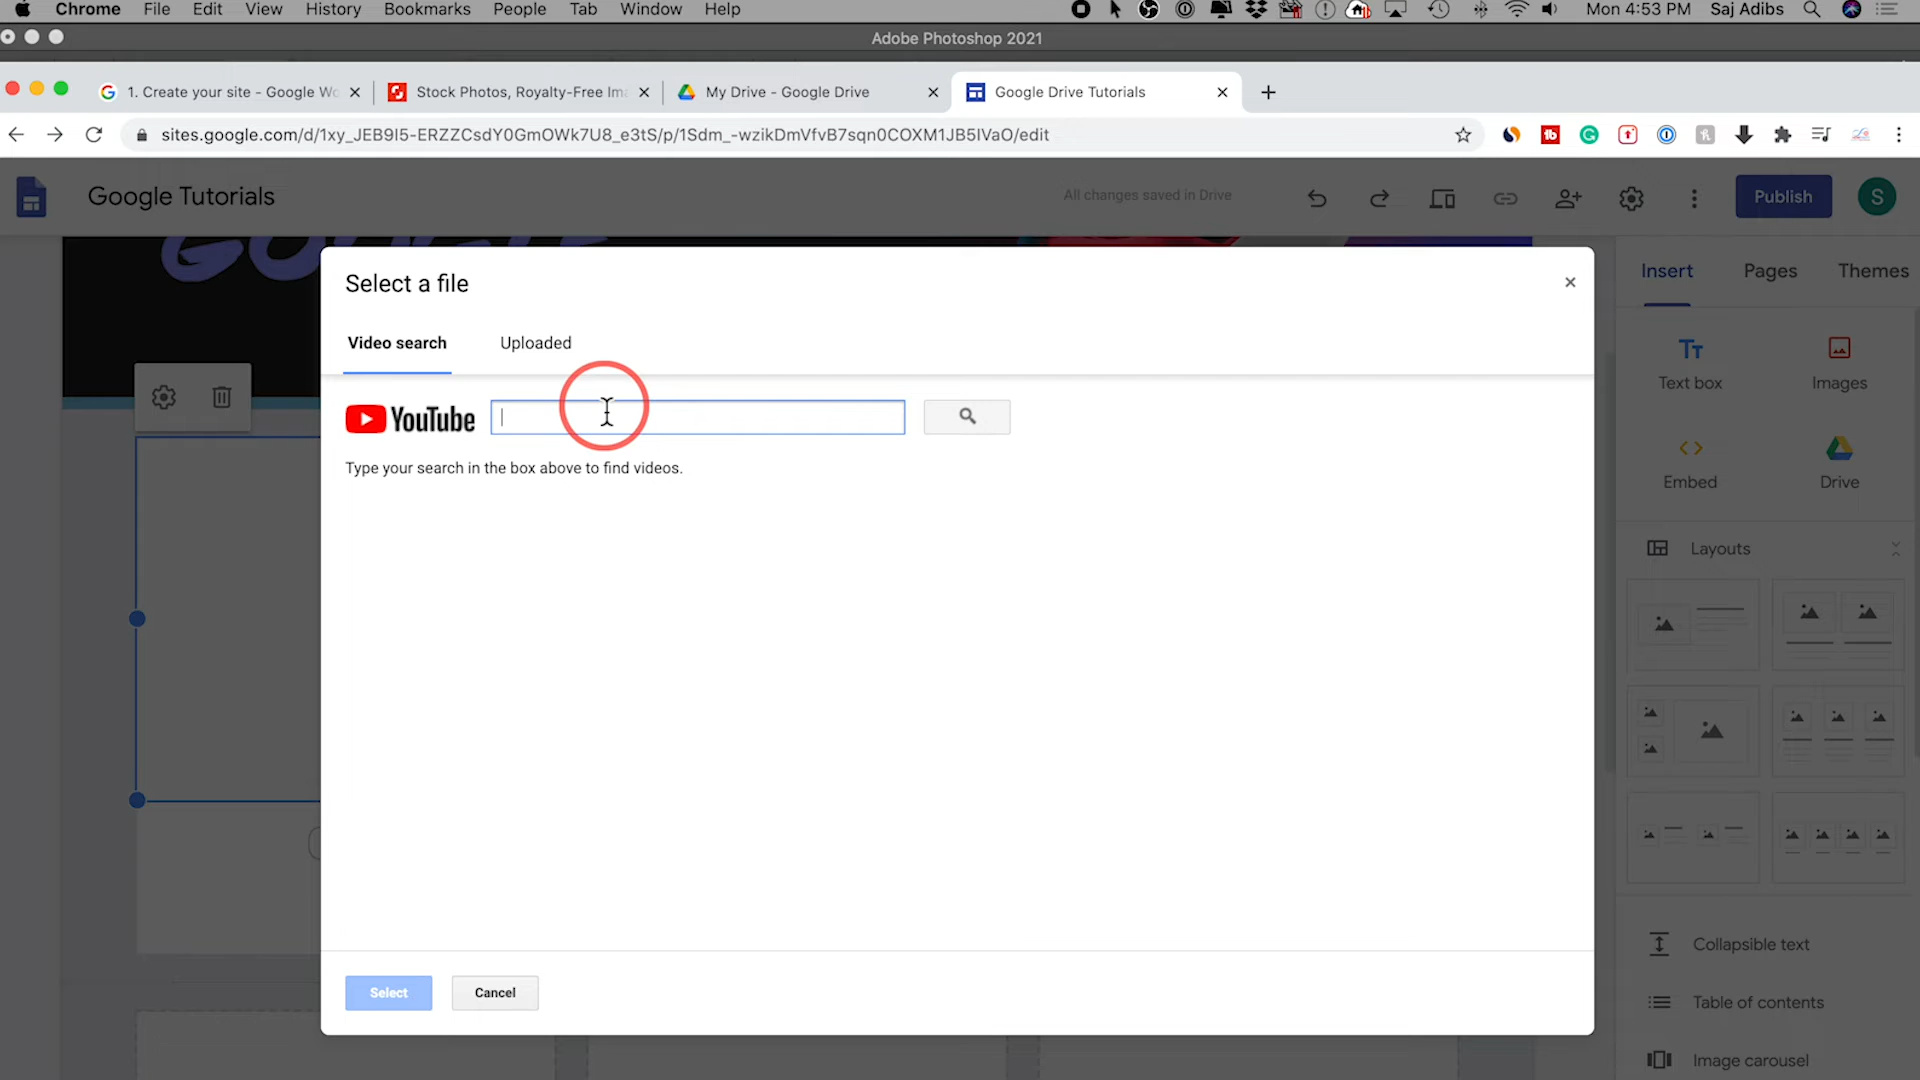 Chrome File Edit View History Bookmarks People Tab Window Help
Mon 4:53 PM Saj Adibs
Adobe Photoshop 2021
1. Create your site - Google Wo
Stock Photos, Royalty-Free Ima
My Drive - Google Drive
Google Drive Tutorials
sites.google.com/d/1xy_JEB9I5-ERZZCsdY0GmOWk7U8_e3tS/p/1Sdm_-wzikDmVfvB7sqn0COXM1JB5IVaO/edit
Google Tutorials
All changes saved in Drive
Publish
S
Select a file
Video search
Uploaded
YouTube
Type your search in the box above to find videos.
Select
Cancel
Insert
Pages
Themes
Tт
Text box
Images
Embed
Drive
Layouts
Collapsible text
Table of contents
Image carousel